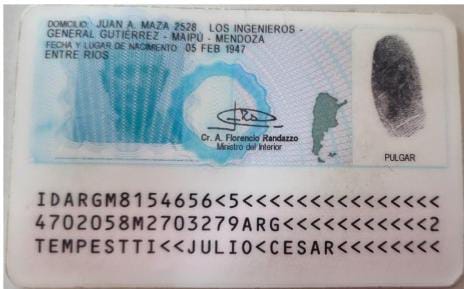 DOMICILIO: JUAN A. MAZA 2528 LOS INGENIEROS -
GENERAL GUTIÉRREZ - MAIPÚ - MENDOZA
FECHA Y LUGAR DE NACIMIENTO: 05 FEB 1947
ENTRE RIOS
Cr. A. Florencio Randazzo
Ministro del Interior
PULGAR
IDARGM8154656<5<<<<<<<<<<<<<<<
4702058M2703279ARG<<<<<<<<<<<2
TEMPESTTI<<JULIO<CESAR<<<<<<<<